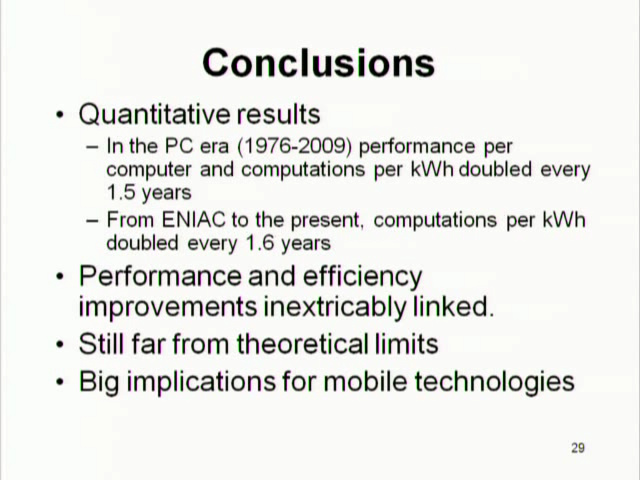 Conclusions
• Quantitative results
– In the PC era (1976-2009) performance per
computer and computations per kWh doubled every
1.5 years
– From ENIAC to the present, computations per kWh
doubled every 1.6 years
• Performance and efficiency
improvements inextricably linked.
• Still far from theoretical limits
• Big implications for mobile technologies
29